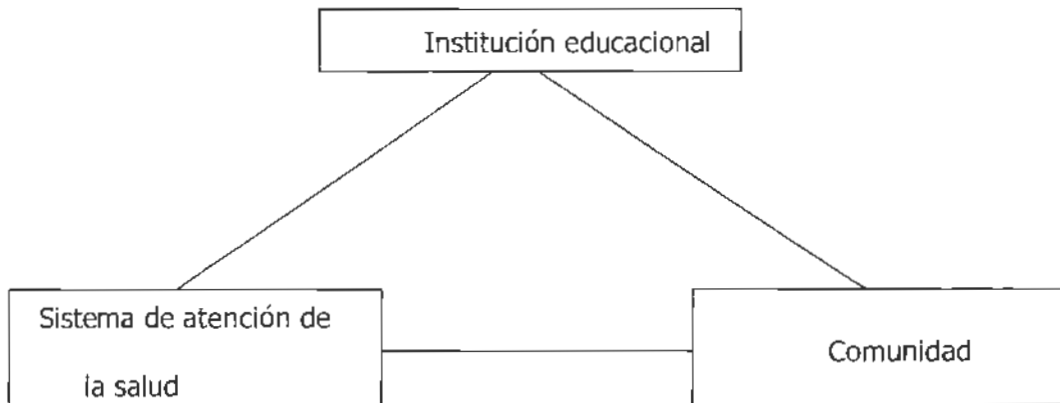 Institución educacional
Sistema de atención de
la salud
Comunidad